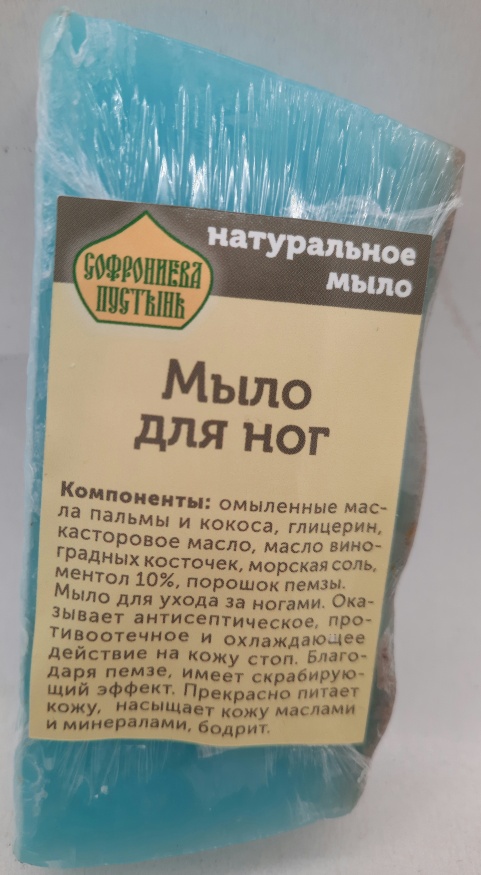 СОФРОНИЕВА
ПУСТЫНЬ
натуральное
мыло
Мыло
для ног
Компоненты: омыленные мас-
ла пальмы и кокоса, глицерин,
касторовое масло, масло вино-
градных косточек, морская соль,
ментол 10%, порошок пемзы.
Мыло для ухода за ногами. Ока-
зывает антисептическое, про-
тивоотечное и охлаждающее
действие на кожу стоп. Благо-
даря пемзе, имеет скрабирую-
щий эффект. Прекрасно питает
кожу, насыщает кожу маслами
и минералами, бодрит.